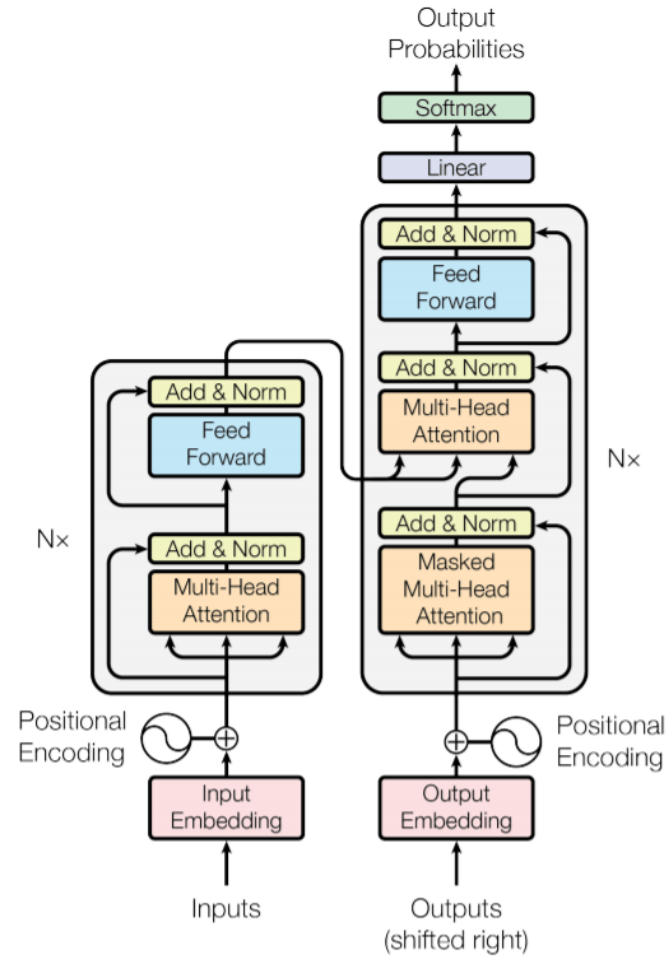 Output
Probabilities
Softmax
Linear
Add & Norm
Feed
Forward
Add & Norm
Multi-Head
Attention
Add & Norm
Masked
Multi-Head
Attention
Nx
Add & Norm
Feed
Forward
Add & Norm
Multi-Head
Attention
Nx
Positional
Encoding
Positional
Encoding
Input
Embedding
Output
Embedding
Inputs
Outputs
(shifted right)